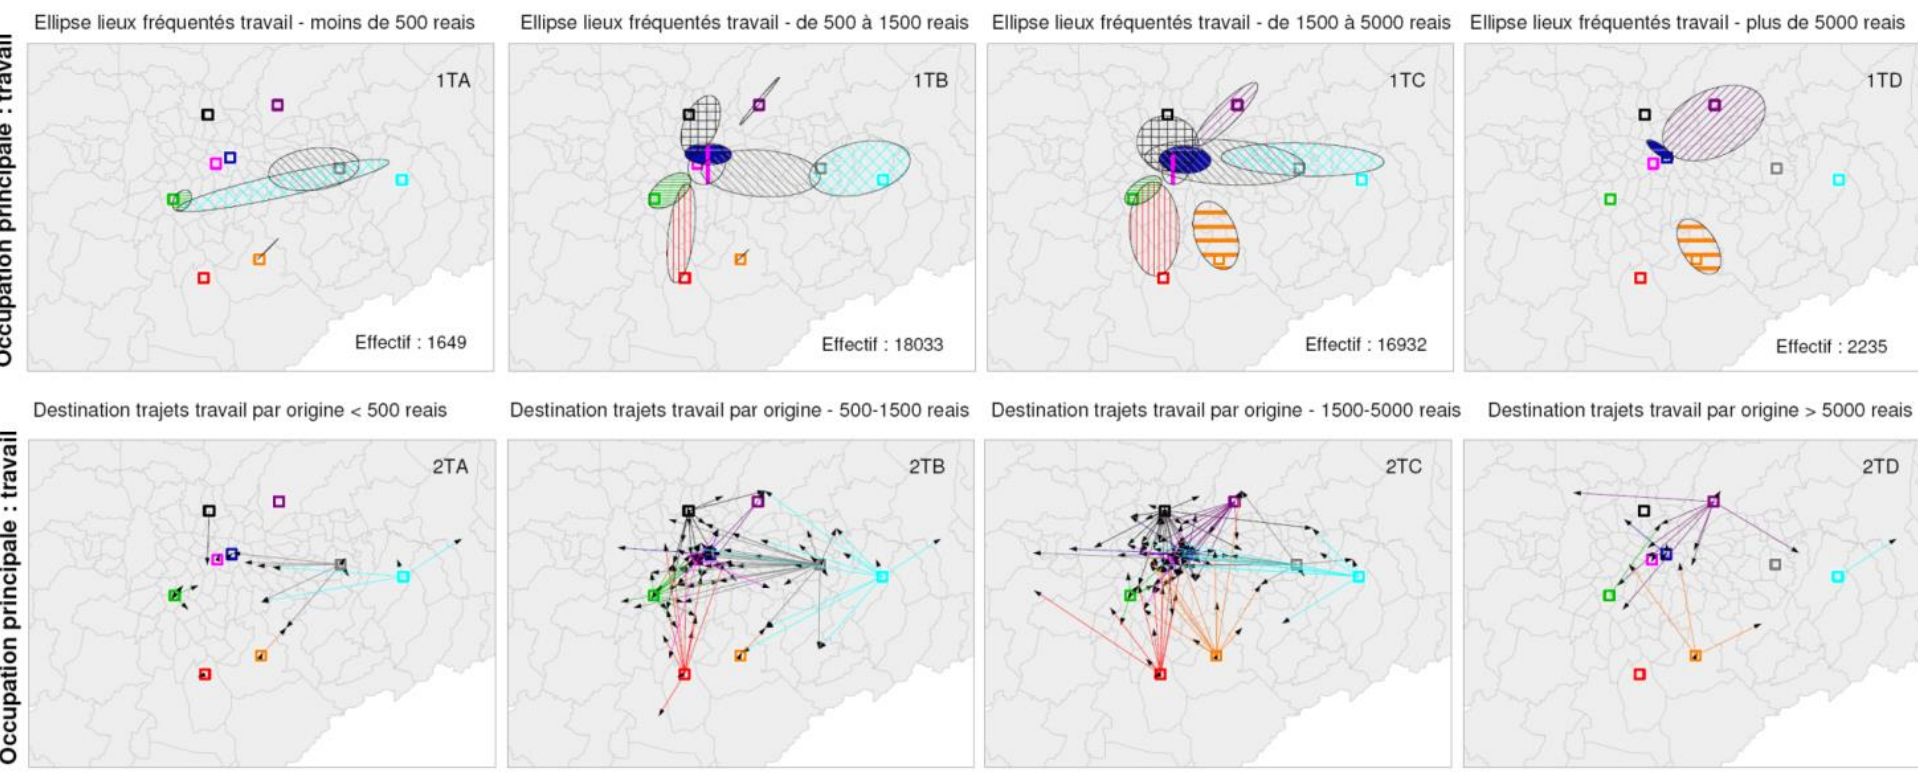 Ellipse lieux fréquentés travail - moins de 500 reais
Ellipse lieux fréquentés travail - de 500 à 1500 reais
Ellipse lieux fréquentés travail - de 1500 à 5000 reais
Ellipse lieux fréquentés travail - plus de 5000 reais
Occupation principale : travail
1TA
1TB
1TC
1TD
Effectif : 1649
Effectif : 18033
Effectif : 16932
Effectif : 2235
Destination trajets travail par origine < 500 reais
Destination trajets travail par origine - 500-1500 reais
Destination trajets travail par origine - 1500-5000 reais
Destination trajets travail par origine > 5000 reais
Occupation principale : travail
2TA
2TB
2TC
2TD